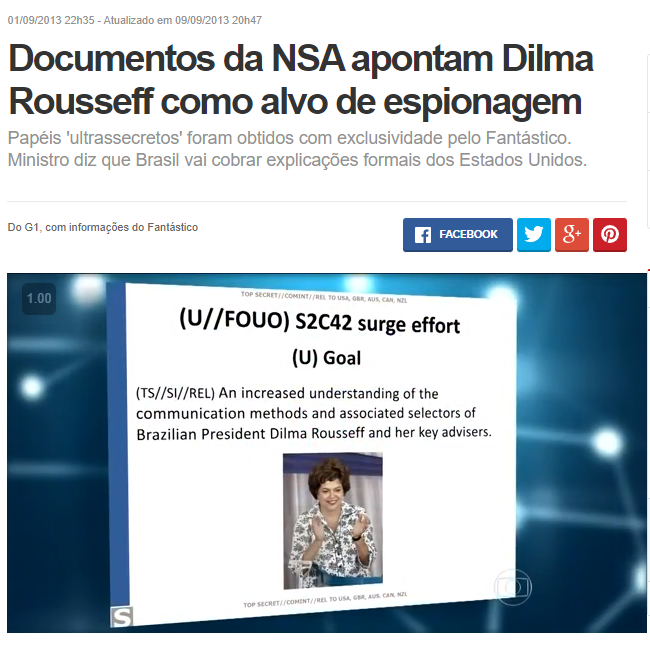 01/09/2013 22h35 - Atualizado em 09/09/2013 20h47
Documentos da NSA apontam Dilma
Rousseff como alvo de espionagem
Papéis 'ultrassecretos' foram obtidos com exclusividade pelo Fantástico.
Ministro diz que Brasil vai cobrar explicações formais dos Estados Unidos.
Do G1, com informações do Fantástico
FACEBOOK
g+
1.00
TOP SECRET//COMINT//REL TO USA, GBR, AUS, CAN, NZL
(U//FOUO) S2C42 surge effort
(U) Goal
(TS//SI//REL) An increased understanding of the
communication methods and associated selectors of
Brazilian President Dilma Rousseff and her key advisers.
TOP SECRET//COMINT//REL TO USA, GBR, AUS, CAN, NZL
S